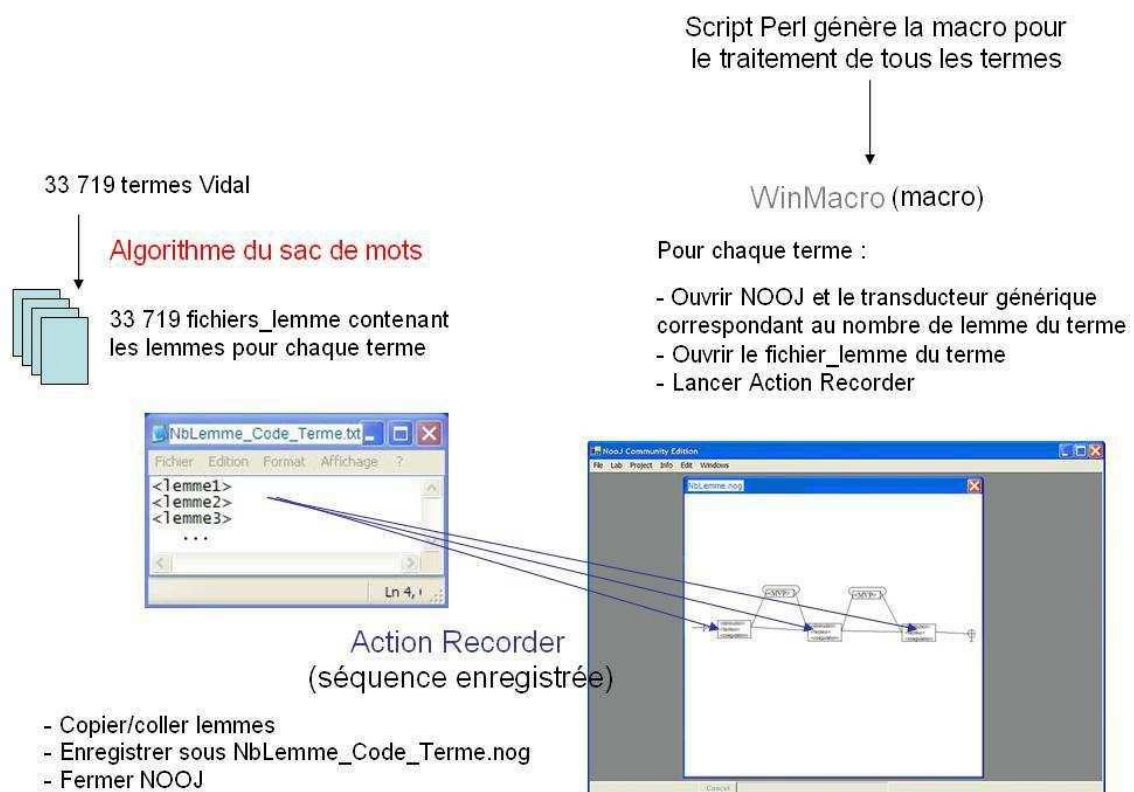 Script Perl génère la macro pour
le traitement de tous les termes
33 719 termes Vidal
WinMacro (macro)
Algorithme du sac de mots
Pour chaque terme :
33 719 fichiers_lemme contenant
les lemmes pour chaque terme
- Ouvrir NOOJ et le transducteur générique
correspondant au nombre de lemme du terme
- Ouvrir le fichier_lemme du terme
- Lancer Action Recorder
NbLemme_Code_Terme.txt
Fichier Edition Format Affichage ?
<lemme1>
<lemme2>
<lemme3>
...
Ln 4,
NooJ Community Edition
File Lab Project Info Edit Windows
NbLemme.nog
<MVP> <MVP>
Cancel
Action Recorder
(séquence enregistrée)
- Copier/coller lemmes
- Enregistrer sous NbLemme_Code_Terme.nog
- Fermer NOOJ